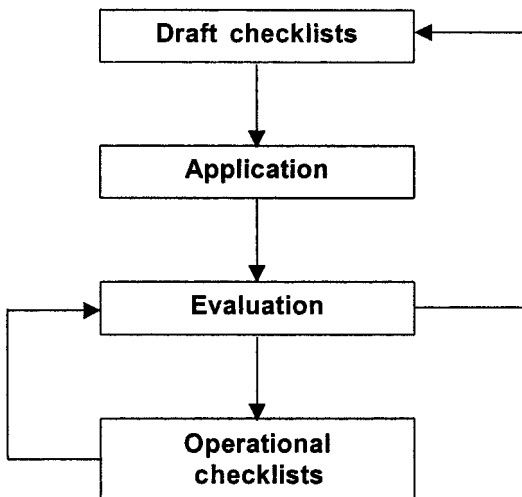 Draft checklists
Application
Evaluation
Operational
checklists